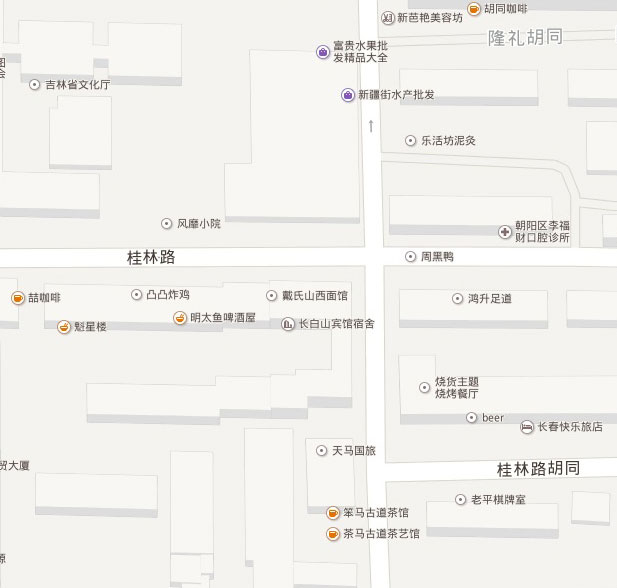 胡同咖啡
新芭艳美容坊
隆礼胡同
富贵水果批
发精品大全
图
会
吉林省文化厅
新疆街水产批发
乐活坊泥灸
风靡小院
朝阳区李福
财口腔诊所
桂林路
周黑鸭
喆咖啡
凸凸炸鸡
戴氏山西面馆
鸿升足道
明太鱼啤酒屋
魁星楼
长白山宾馆宿舍
烧货主题
烧烤餐厅
beer
长春快乐旅店
天马国旅
贸大厦
桂林路胡同
老平棋牌室
笨马古道茶馆
茶马古道茶艺馆
源